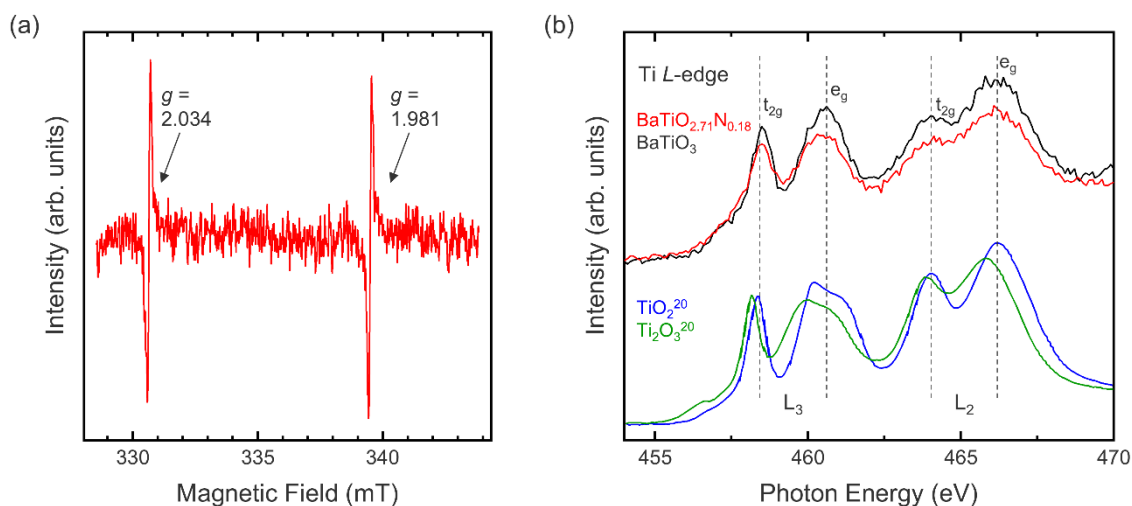 (a)
g =
2.034
g =
1.981
Intensity (arb. units)
330
335
340
Magnetic Field (mT)
(b)
Ti L-edge
BaTiO2.71N0.18
BaTiO3
t2g
eg
t2g
eg
TiO2 20
Ti2O3 20
L3
L2
Intensity (arb. units)
455
460
465
470
Photon Energy (eV)